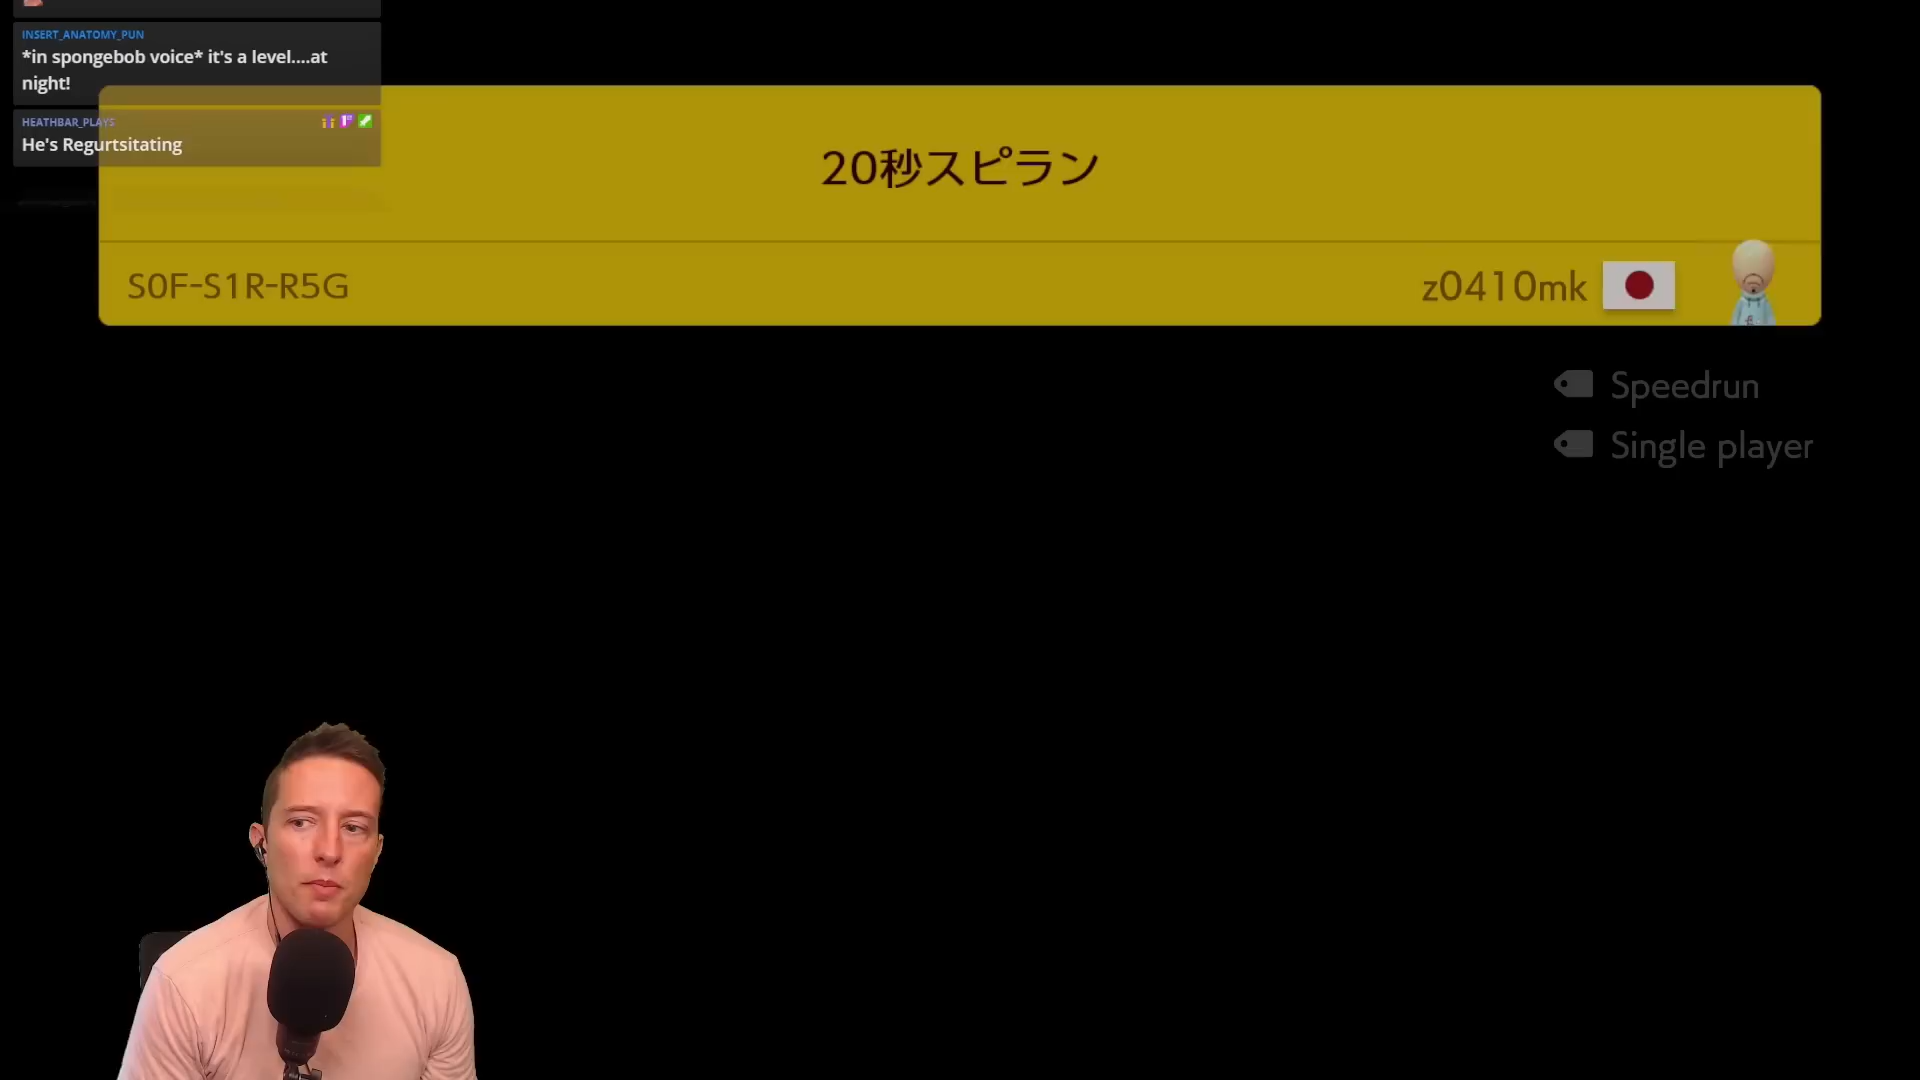 INSERT_ANATOMY_PUN
*in spongebob voice* it's a level....at
night!
HEATHBAR_PLAYS
He's Regurtsitating
20秒スピラン
S0F-S1R-R5G
z0410mk
Speedrun
Single player